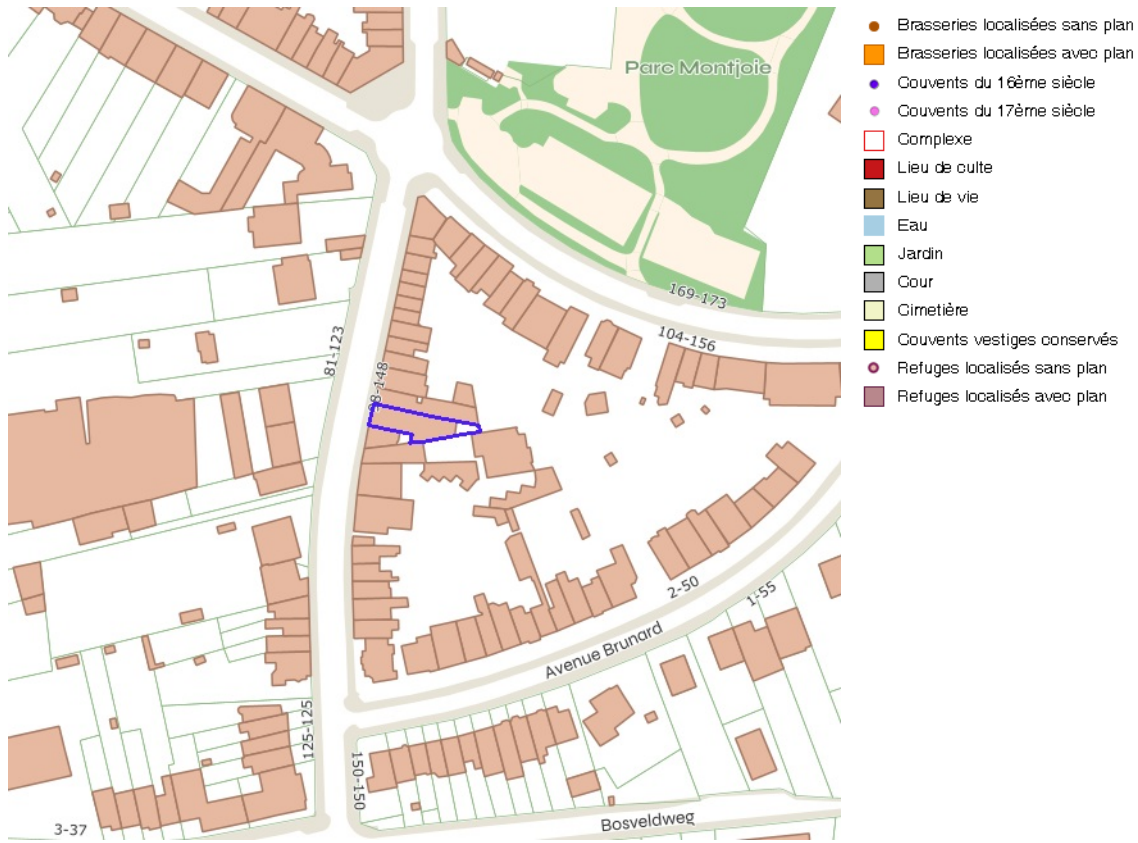 Parc Montjoie
169-173
104-156
81-123
98-148
2-50
1-55
Avenue Brunard
125-125
150-150
3-37
Bosveldweg
Brasseries localisées sans plan
Brasseries localisées avec plan
Couvents du 16ème siècle
Couvents du 17ème siècle
Complexe
Lieu de culte
Lieu de vie
Eau
Jardin
Cour
Cimetière
Couvents vestiges conservés
Refuges localisés sans plan
Refuges localisés avec plan